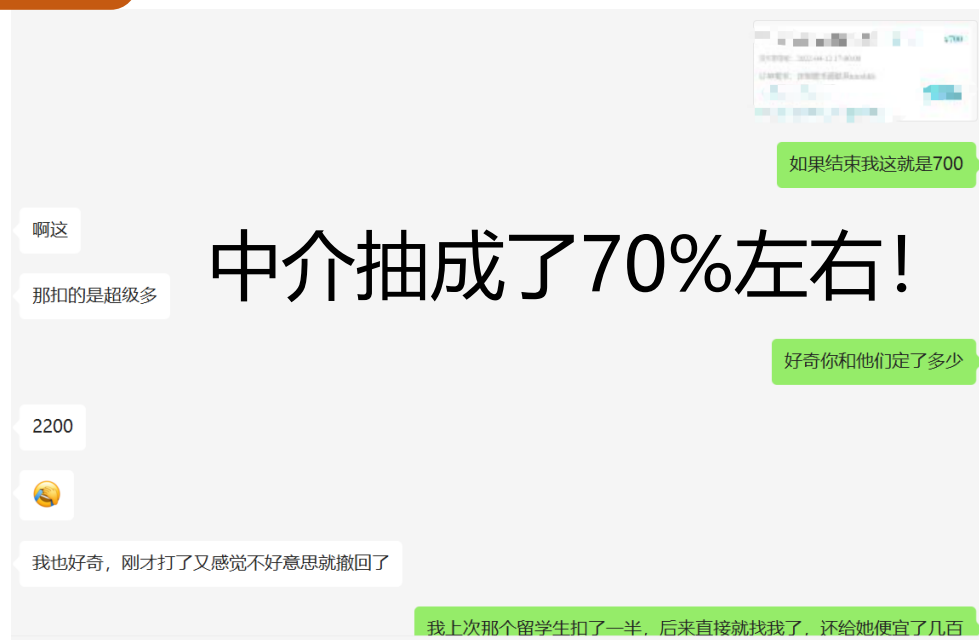 ¥700
如果结束我这就是700
啊这
中介抽成了70%左右！
那扣的是超级多
好奇你和他们定了多少
2200
我也好奇，刚才打了又感觉不好意思就撤回了
我上次那个留学生扣了一半，后来直接就找我了，还给她便宜了几百